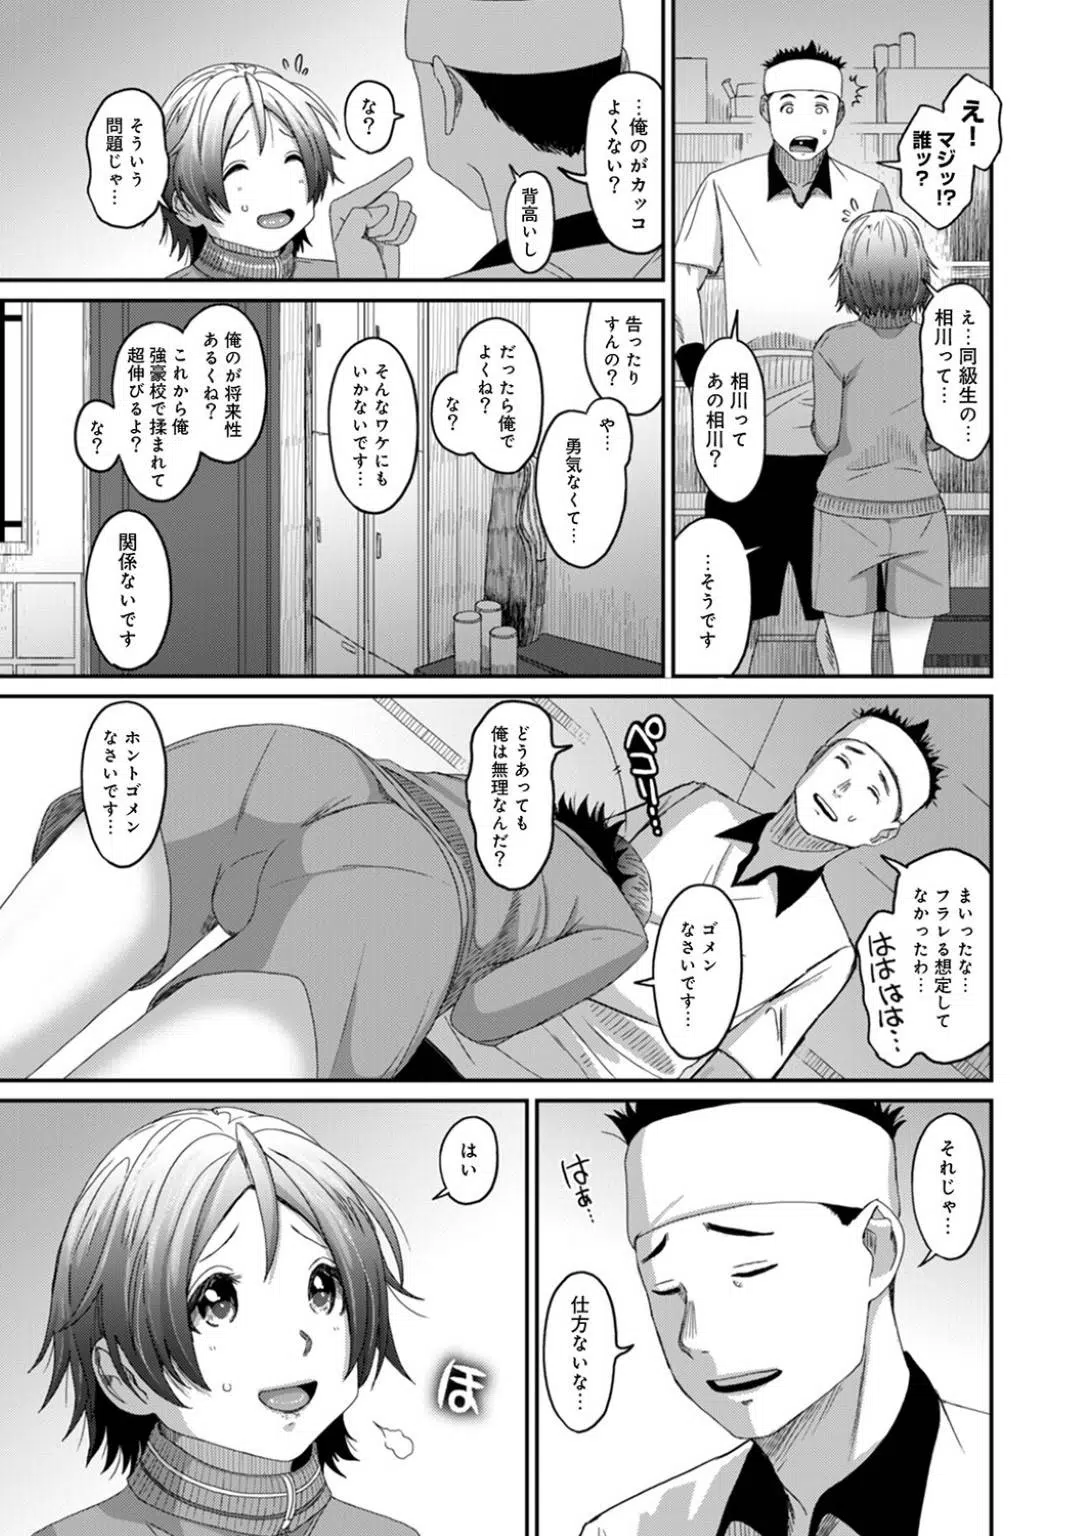 え！
マジッ!?
誰ッ？
え…同級生の…
相川って…
相川って
あの相川？
…そうです
…俺のがカッコ
よくない？
背高いし
な？
そういう
問題じゃ…
告ったり
すんの？
や…
勇気なくて…
だったら俺で
よくね？
な？
そんなワケにも
いかないです…
俺のが将来性
あるくね？
これから俺
強豪校で揉まれて
超伸びるよ？
な？
関係ないです
まいったな…
フラレる想定して
なかったわ…
はははは…
ペコリ…
ゴメン
なさいです…
どうあっても
俺は無理なんだ？
ホントゴメン
なさいです…
それじゃ…
はぁ…
仕方ないな…
はい
ほ